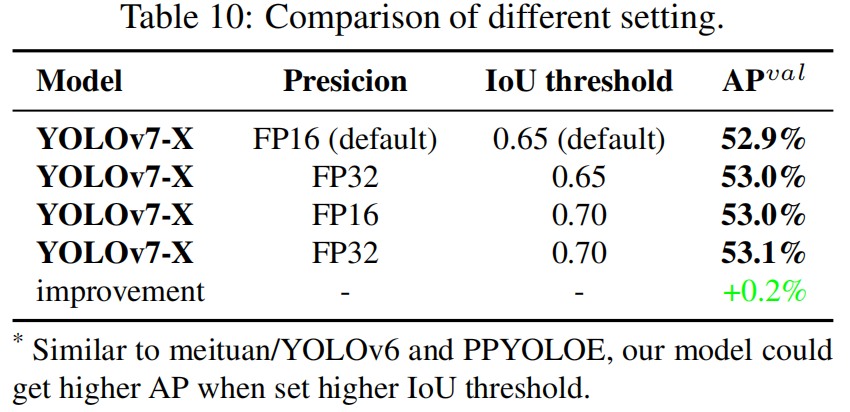 Table 10: Comparison of different setting.
Model Presicion IoU threshold AP^val
YOLOv7-X FP16 (default) 0.65 (default) 52.9%
YOLOv7-X FP32 0.65 53.0%
YOLOv7-X FP16 0.70 53.0%
YOLOv7-X FP32 0.70 53.1%
improvement - - +0.2%
* Similar to meituan/YOLOv6 and PPYOLOE, our model could
get higher AP when set higher IoU threshold.